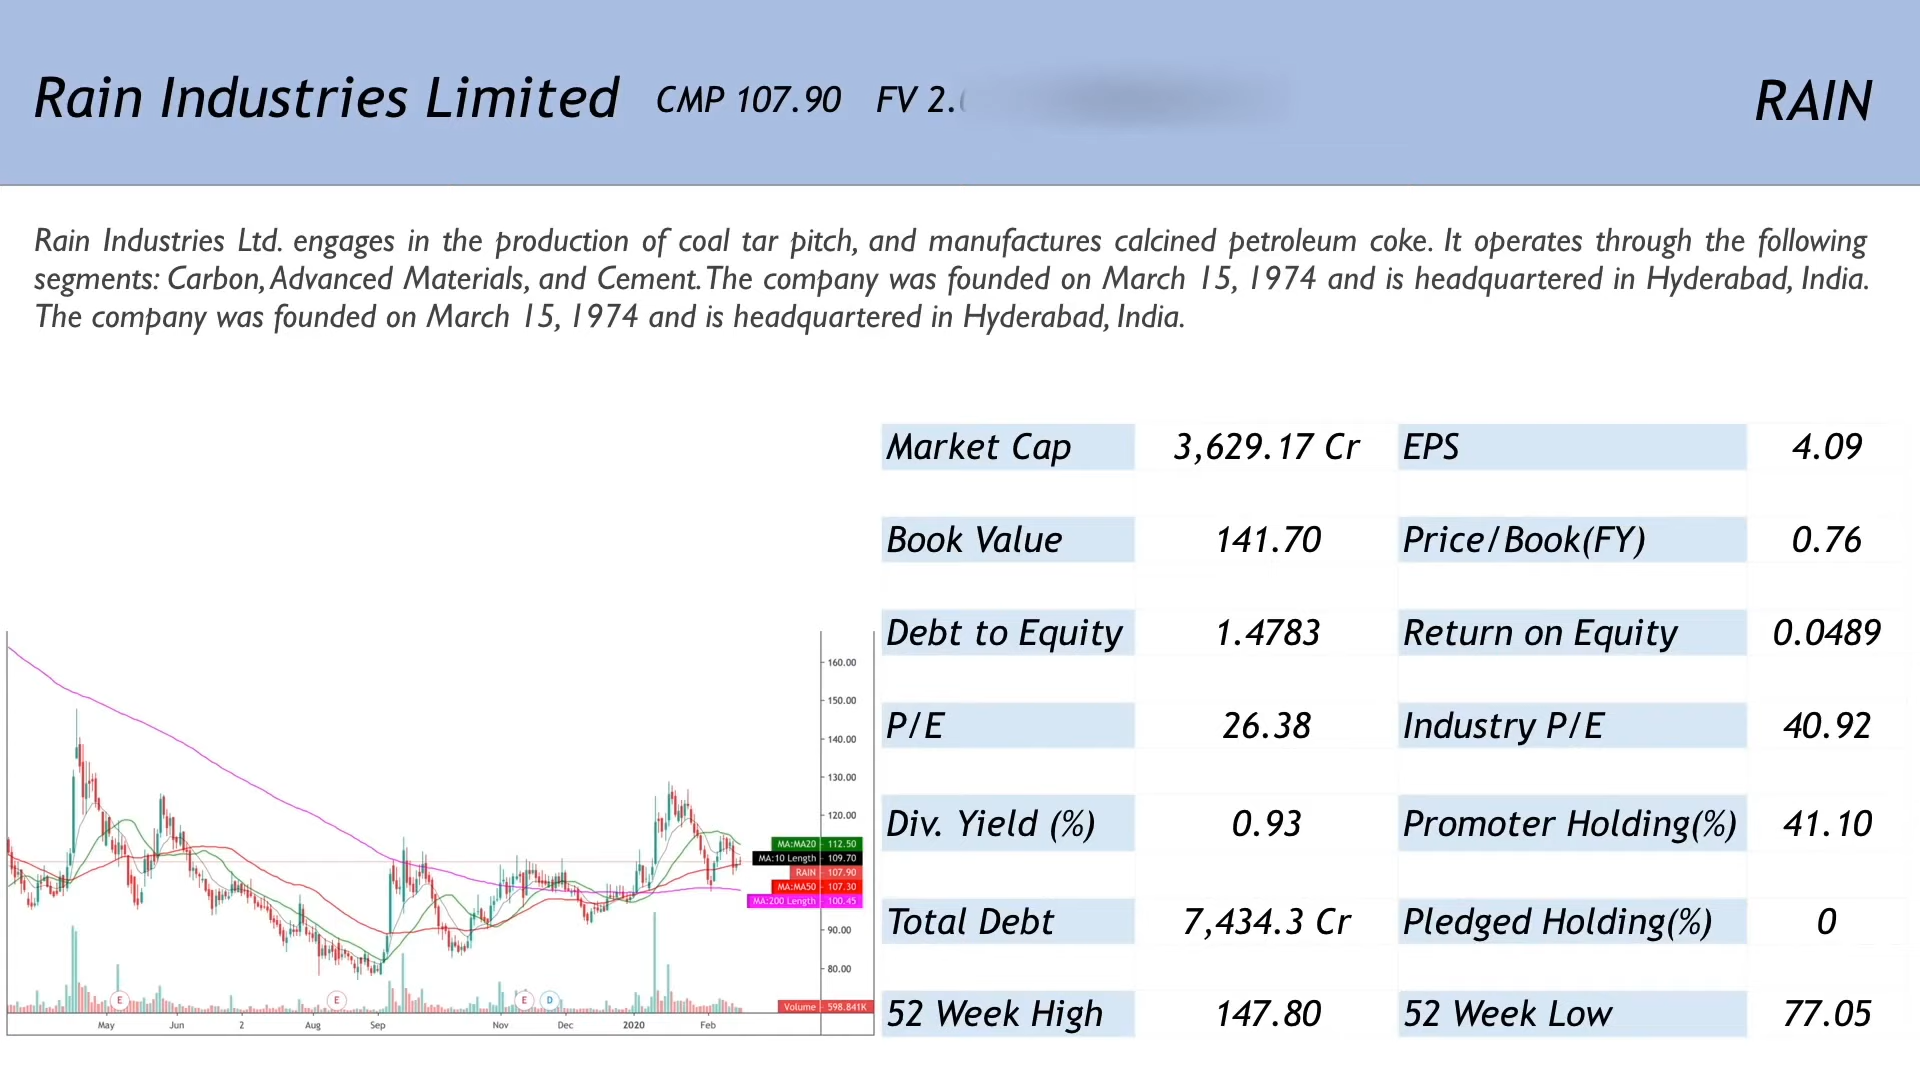 Rain Industries Limited CMP 107.90 FV 2. RAIN
Rain Industries Ltd. engages in the production of coal tar pitch, and manufactures calcined petroleum coke. It operates through the following
segments: Carbon, Advanced Materials, and Cement. The company was founded on March 15, 1974 and is headquartered in Hyderabad, India.
The company was founded on March 15, 1974 and is headquartered in Hyderabad, India.
Market Cap 3,629.17 Cr EPS 4.09
Book Value 141.70 Price/Book(FY) 0.76
Debt to Equity 1.4783 Return on Equity 0.0489
P/E 26.38 Industry P/E 40.92
Div. Yield (%) 0.93 Promoter Holding(%) 41.10
Total Debt 7,434.3 Cr Pledged Holding(%) 0
52 Week High 147.80 52 Week Low 77.05
160.00
150.00
140.00
130.00
120.00
MA:MA20 112.50
MA:10 Length 109.70
RAIN 107.90
MA:MA50 107.30
MA:200 Length 100.45
90.00
80.00
E E E D
Volume 598.841K
May Jun 2 Aug Sep Nov Dec 2020 Feb